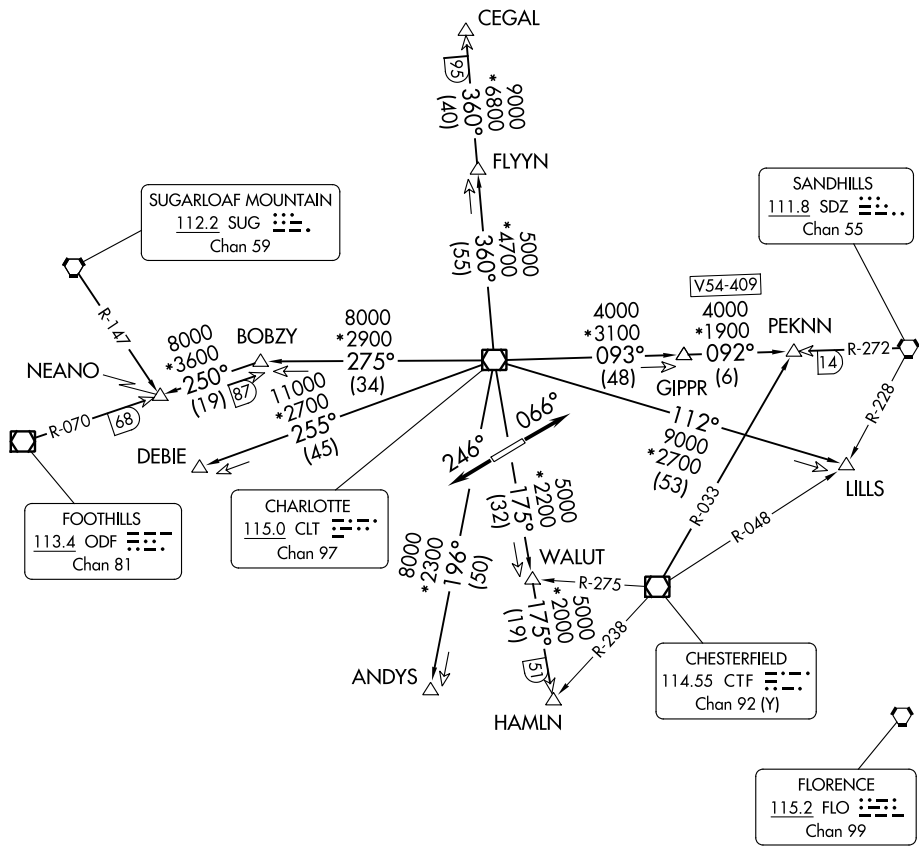 CEGAL
95
9000
*6800
360°
(40)
FLYYN
5000
*4700
360°
(55)
SUGARLOAF MOUNTAIN
112.2 SUG
Chan 59
SANDHILLS
111.8 SDZ
Chan 55
R-147
NEANO
8000
*3600
250°
(19)
BOBZY
87
8000
*2900
275°
(34)
4000
*3100
093°
(48)
V54-409
4000
*1900
092°
(6)
GIPPR
PEKNN
14
R-272
R-228
R-070
68
DEBIE
11000
*2700
255°
(45)
246°
066°
112°
9000
*2700
(53)
LILLS
FOOTHILLS
113.4 ODF
Chan 81
CHARLOTTE
115.0 CLT
Chan 97
5000
*2200
175°
(32)
R-033
R-048
WALUT
R-275
(50)
196°
*2300
8000
5000
*2000
175°
(19)
51
R-238
ANDYS
HAMLN
CHESTERFIELD
114.55 CTF
Chan 92 (Y)
FLORENCE
115.2 FLO
Chan 99